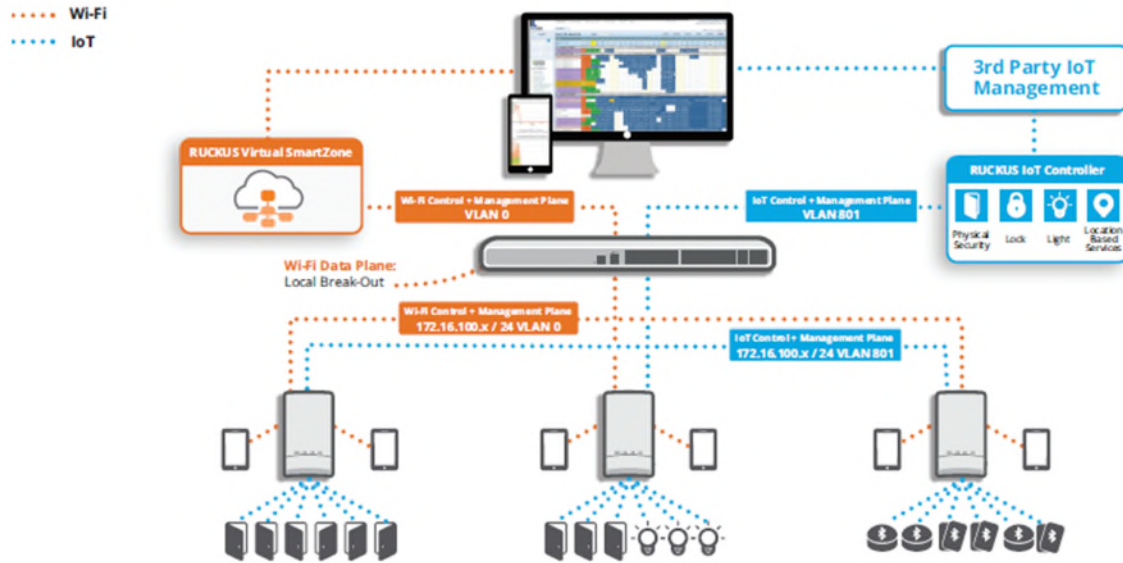 Wi-Fi
IoT
3rd Party IoT
Management
RUCKUS Virtual SmartZone
RUCKUS IoT Controller
Physical
Security
Lock
Light
Location
Based
Services
Wi-Fi Control + Management Plane
VLAN 0
IoT Control + Management Plane
VLAN 801
Wi-Fi Data Plane:
Local Break-Out
Wi-Fi Control + Management Plane
172.16.100.x / 24 VLAN 0
IoT Control + Management Plane
172.16.100.x / 24 VLAN 801